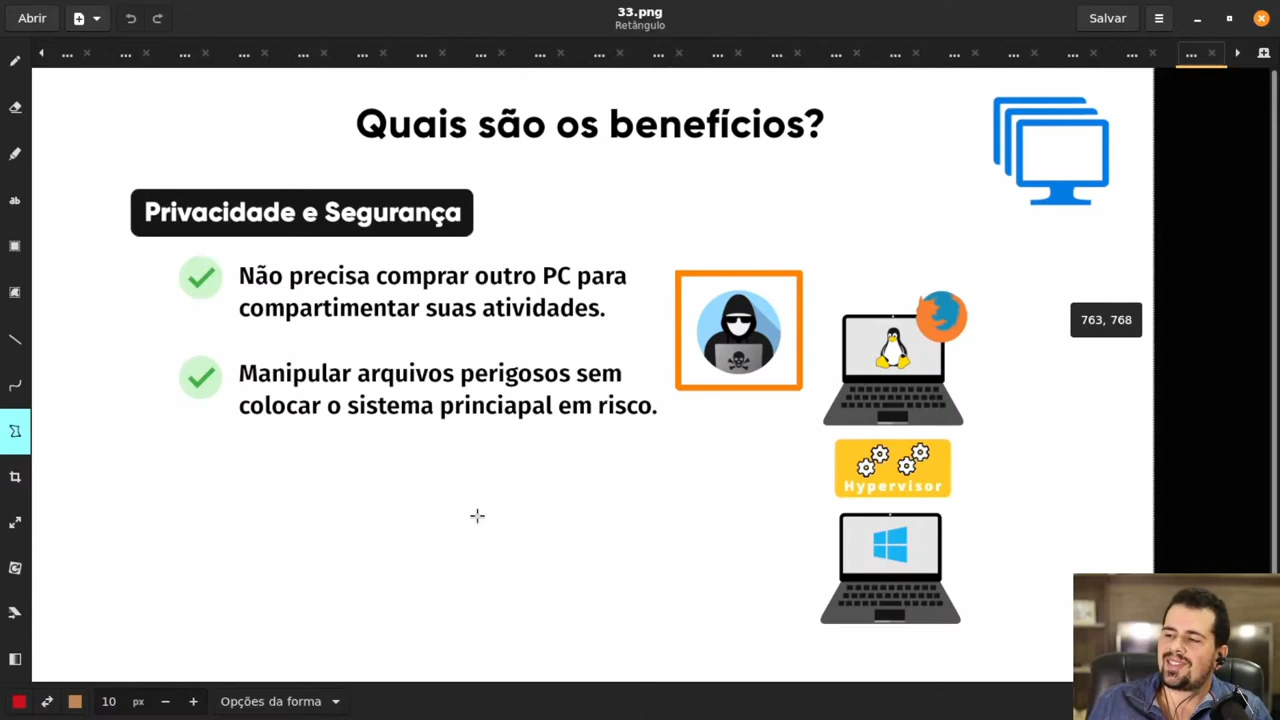 Abrir
33.png
Retângulo
Salvar
... ... ... ... ... ... ... ... ... ... ... ... ... ... ... ... ... ... ... ...
Quais são os benefícios?
Privacidade e Segurança
Não precisa comprar outro PC para
compartimentar suas atividades.
Manipular arquivos perigosos sem
colocar o sistema princiapal em risco.
763, 768
Hypervisor
ab
10 px
Opções da forma